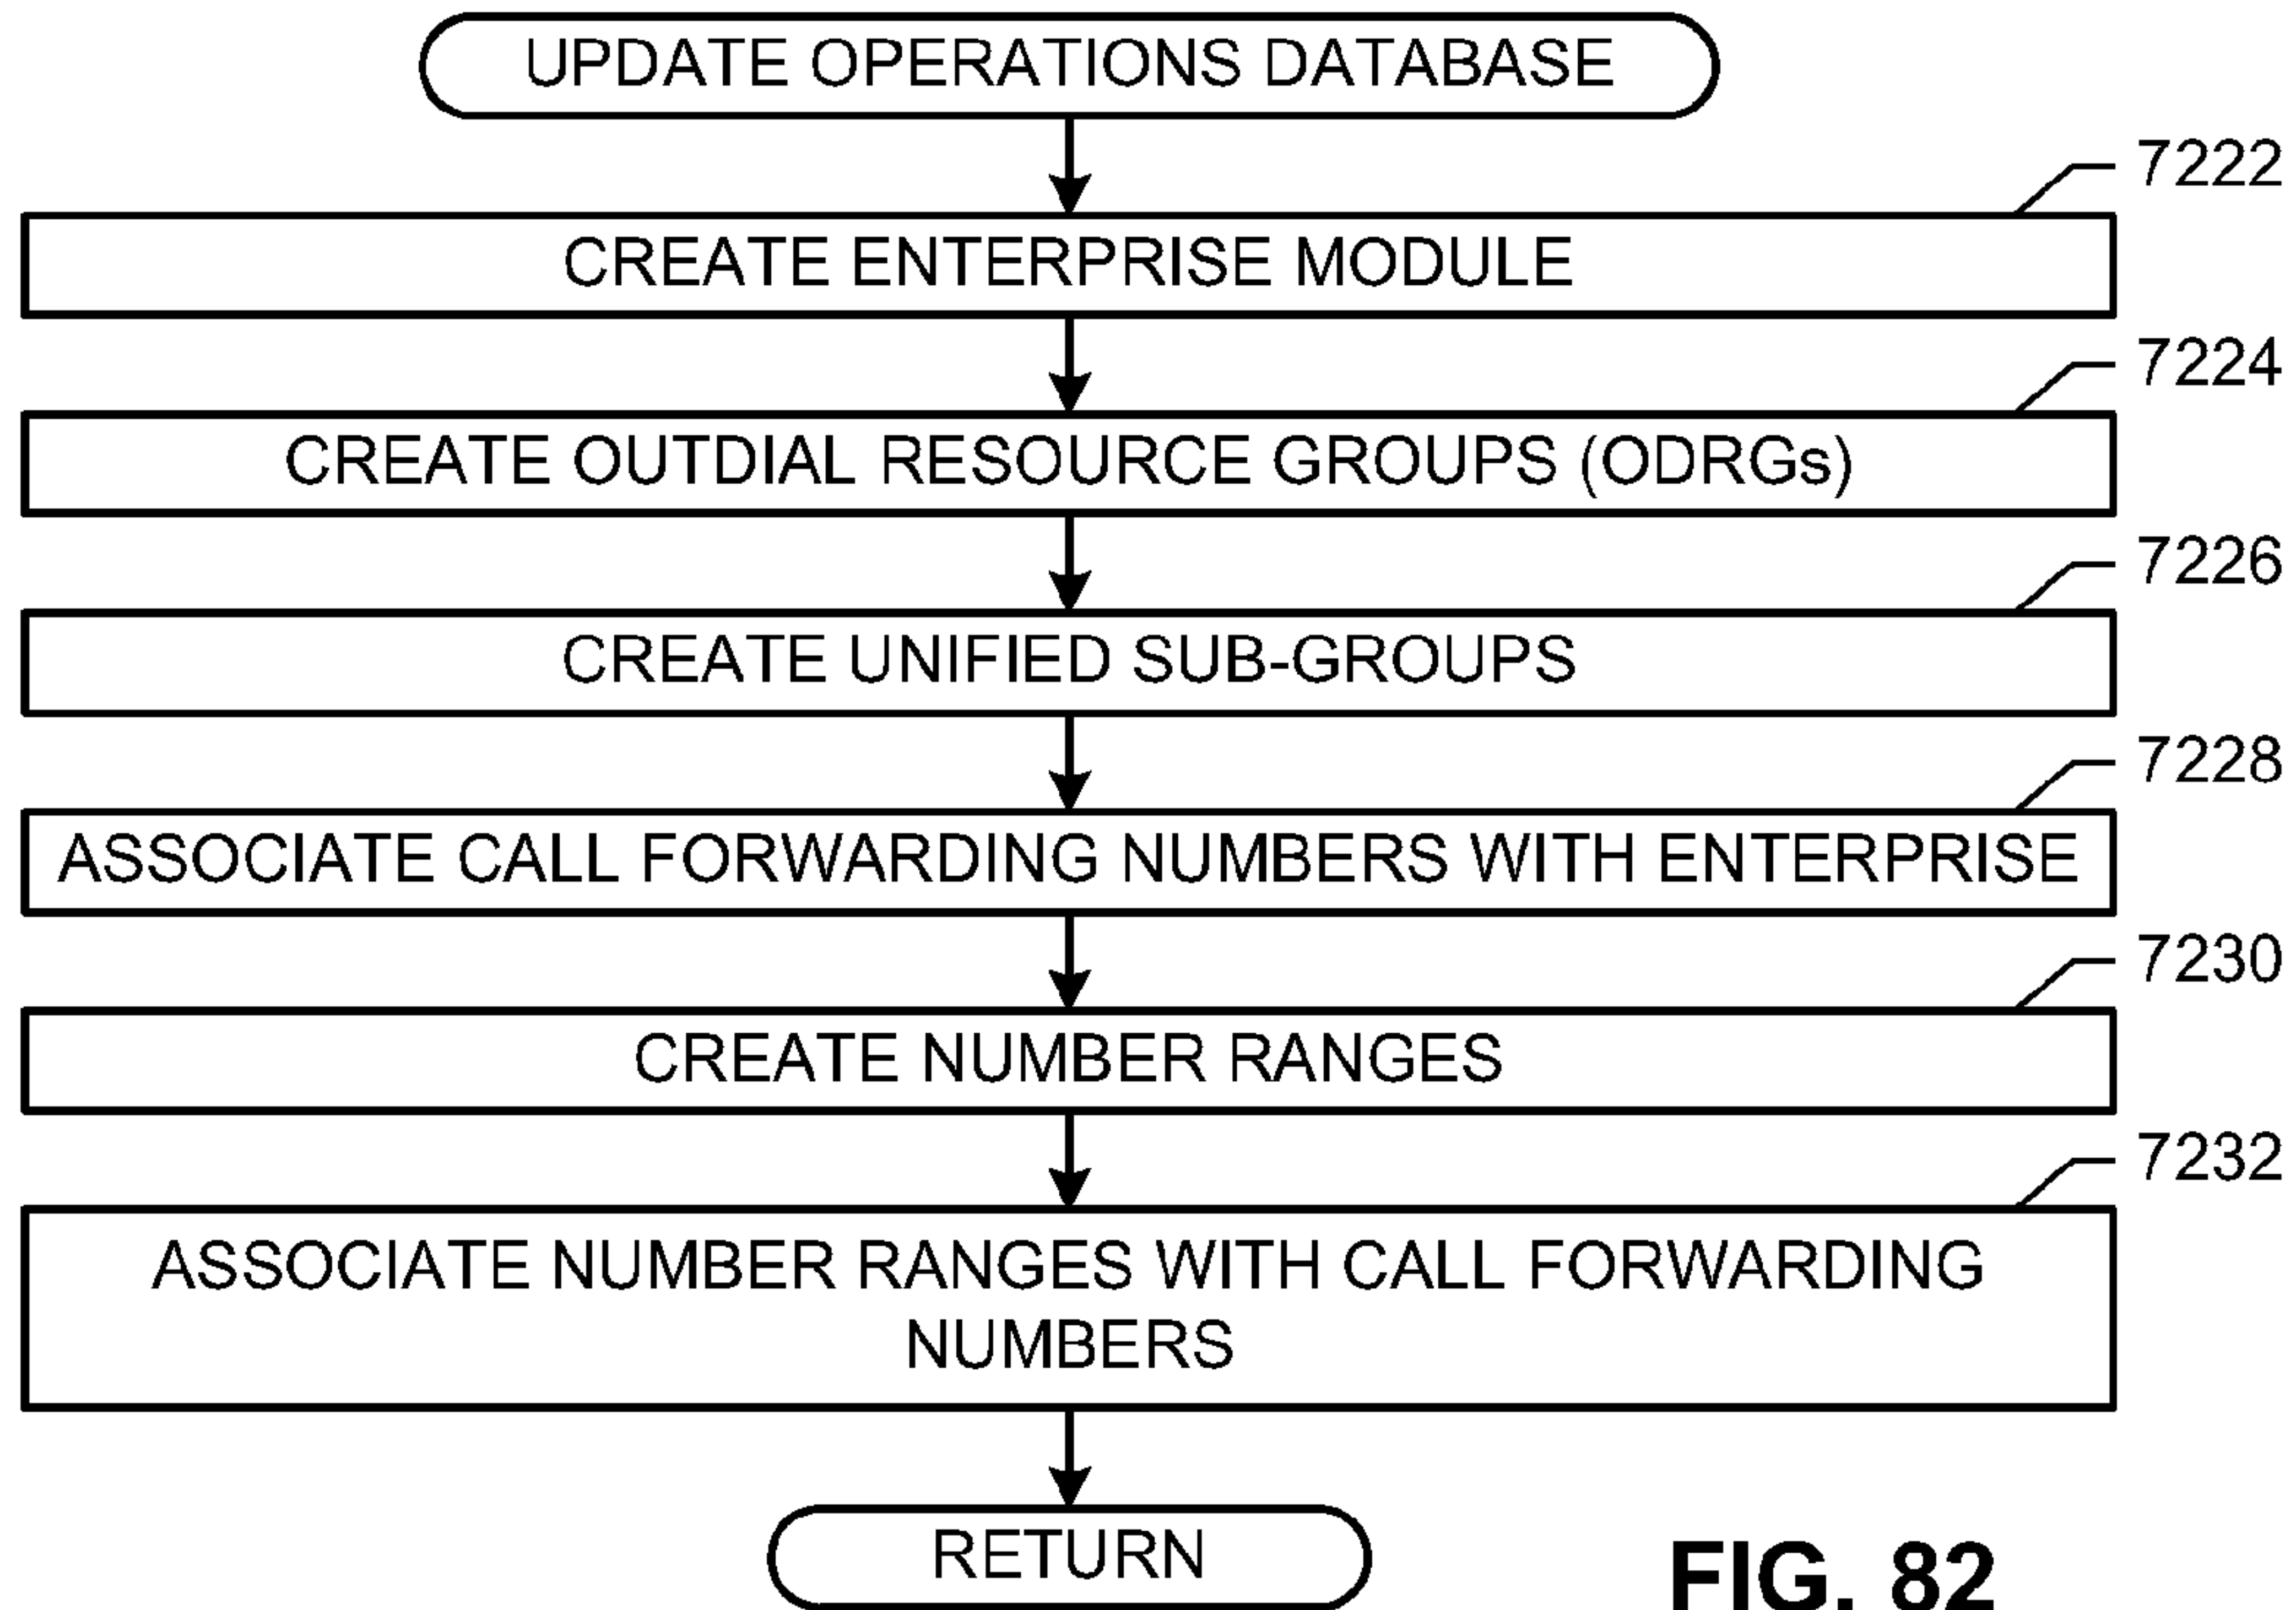 UPDATE OPERATIONS DATABASE
7222
CREATE ENTERPRISE MODULE
7224
CREATE OUTDIAL RESOURCE GROUPS (ODRGs)
7226
CREATE UNIFIED SUB-GROUPS
7228
ASSOCIATE CALL FORWARDING NUMBERS WITH ENTERPRISE
7230
CREATE NUMBER RANGES
7232
ASSOCIATE NUMBER RANGES WITH CALL FORWARDING
NUMBERS
RETURN
FIG. 82